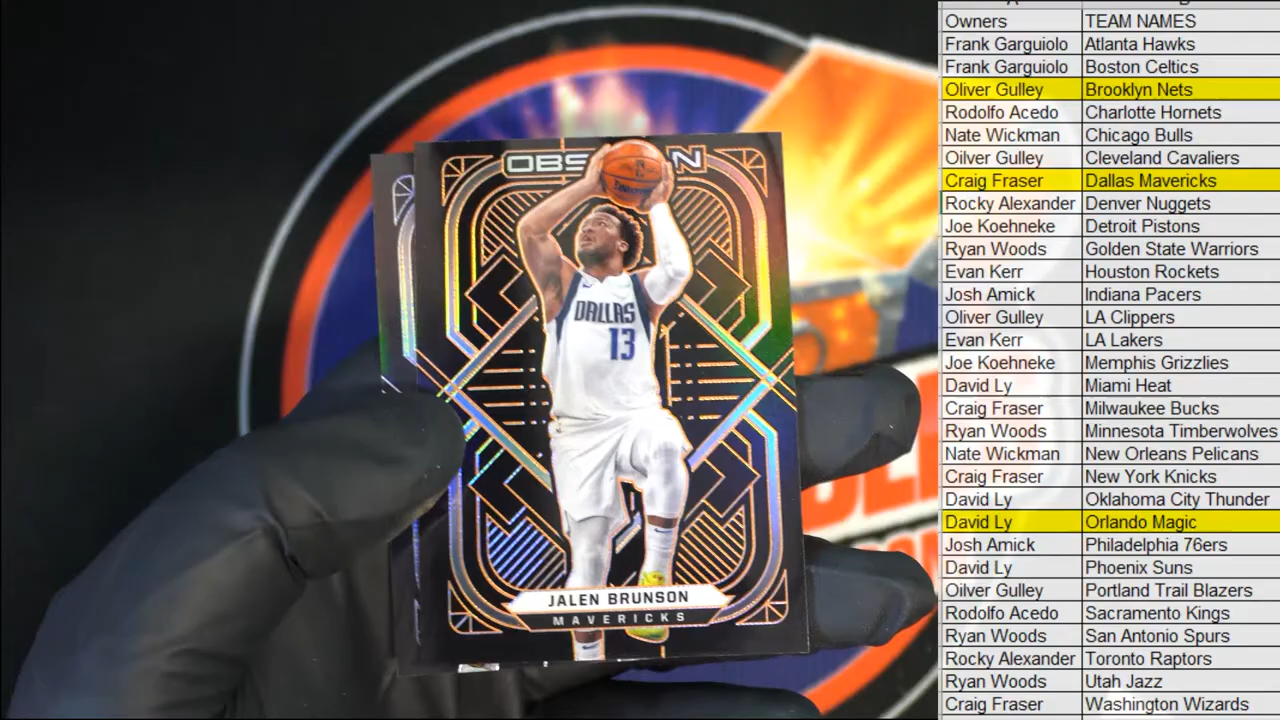 OBS N
DALLAS
13
JALEN BRUNSON
MAVERICKS
Owners TEAM NAMES
Frank Garguiolo Atlanta Hawks
Frank Garguiolo Boston Celtics
Oliver Gulley Brooklyn Nets
Rodolfo Acedo Charlotte Hornets
Nate Wickman Chicago Bulls
Oilver Gulley Cleveland Cavaliers
Craig Fraser Dallas Mavericks
Rocky Alexander Denver Nuggets
Joe Koehneke Detroit Pistons
Ryan Woods Golden State Warriors
Evan Kerr Houston Rockets
Josh Amick Indiana Pacers
Oliver Gulley LA Clippers
Evan Kerr LA Lakers
Joe Koehneke Memphis Grizzlies
David Ly Miami Heat
Craig Fraser Milwaukee Bucks
Ryan Woods Minnesota Timberwolves
Nate Wickman New Orleans Pelicans
Craig Fraser New York Knicks
David Ly Oklahoma City Thunder
David Ly Orlando Magic
Josh Amick Philadelphia 76ers
David Ly Phoenix Suns
Oilver Gulley Portland Trail Blazers
Rodolfo Acedo Sacramento Kings
Ryan Woods San Antonio Spurs
Rocky Alexander Toronto Raptors
Ryan Woods Utah Jazz
Craig Fraser Washington Wizards